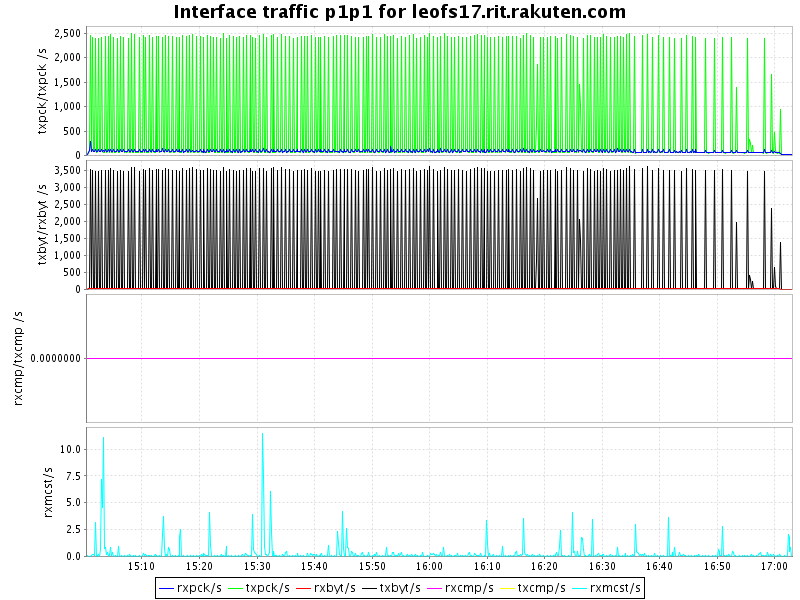 Interface traffic p1p1 for leofs17.rit.rakuten.com
txpck/txpck /s
2,500
2,000
1,500
1,000
500
0
txbyt/rxbyt /s
3,500
3,000
2,500
2,000
1,500
1,000
500
0
rxcmp/txcmp /s
0.0000000
rxmcst/s
10.0
7.5
5.0
2.5
0.0
15:10 15:20 15:30 15:40 15:50 16:00 16:10 16:20 16:30 16:40 16:50 17:00
rxpck/s txpck/s rxbyt/s txbyt/s rxcmp/s txcmp/s rxmcst/s